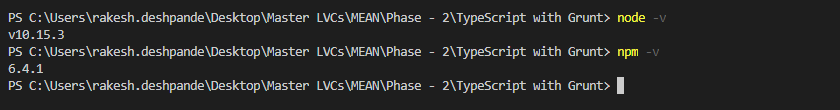 PS C:\Users\rakesh.deshpande\Desktop\Master LVCs\MEAN\Phase - 2\TypeScript with Grunt> node -v
v10.15.3
PS C:\Users\rakesh.deshpande\Desktop\Master LVCs\MEAN\Phase - 2\TypeScript with Grunt> npm -v
6.4.1
PS C:\Users\rakesh.deshpande\Desktop\Master LVCs\MEAN\Phase - 2\TypeScript with Grunt>